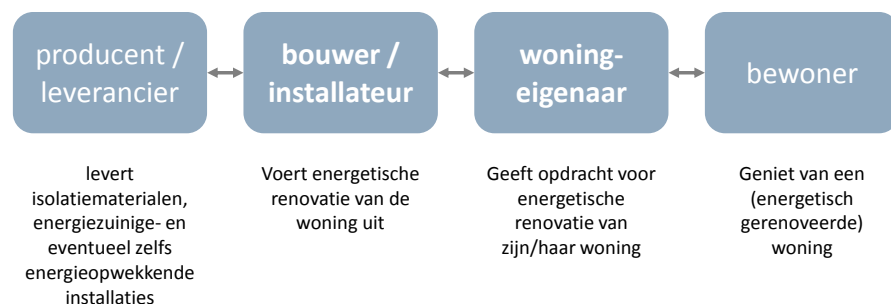 producent /
leverancier
bouwer /
installateur
woning-
eigenaar
bewoner
levert
isolatiematerialen,
energiezuinige- en
eventueel zelfs
energieopwekkende
installaties
Voert energetische
renovatie van de
woning uit
Geeft opdracht voor
energetische
renovatie van
zijn/haar woning
Geniet van een
(energetisch
gerenoveerde)
woning